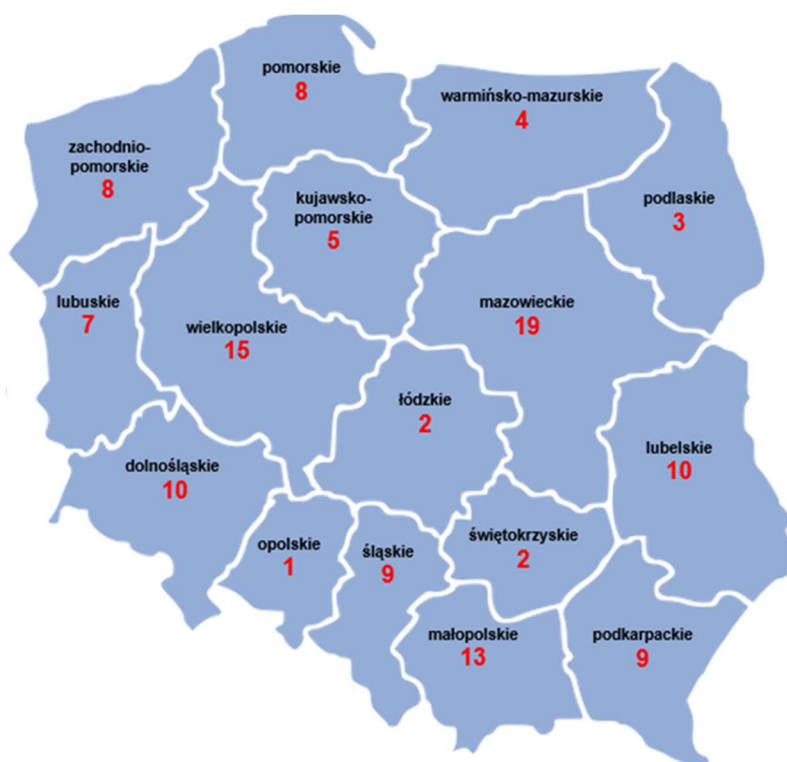 pomorskie
8
warmińsko-mazurskie
4
zachodnio-
pomorskie
8
kujawsko-
pomorskie
5
podlaskie
3
lubuskie
7
wielkopolskie
15
mazowieckie
19
łódzkie
2
dolnośląskie
10
lubelskie
10
opolskie
1
śląskie
9
świętokrzyskie
2
małopolskie
13
podkarpackie
9